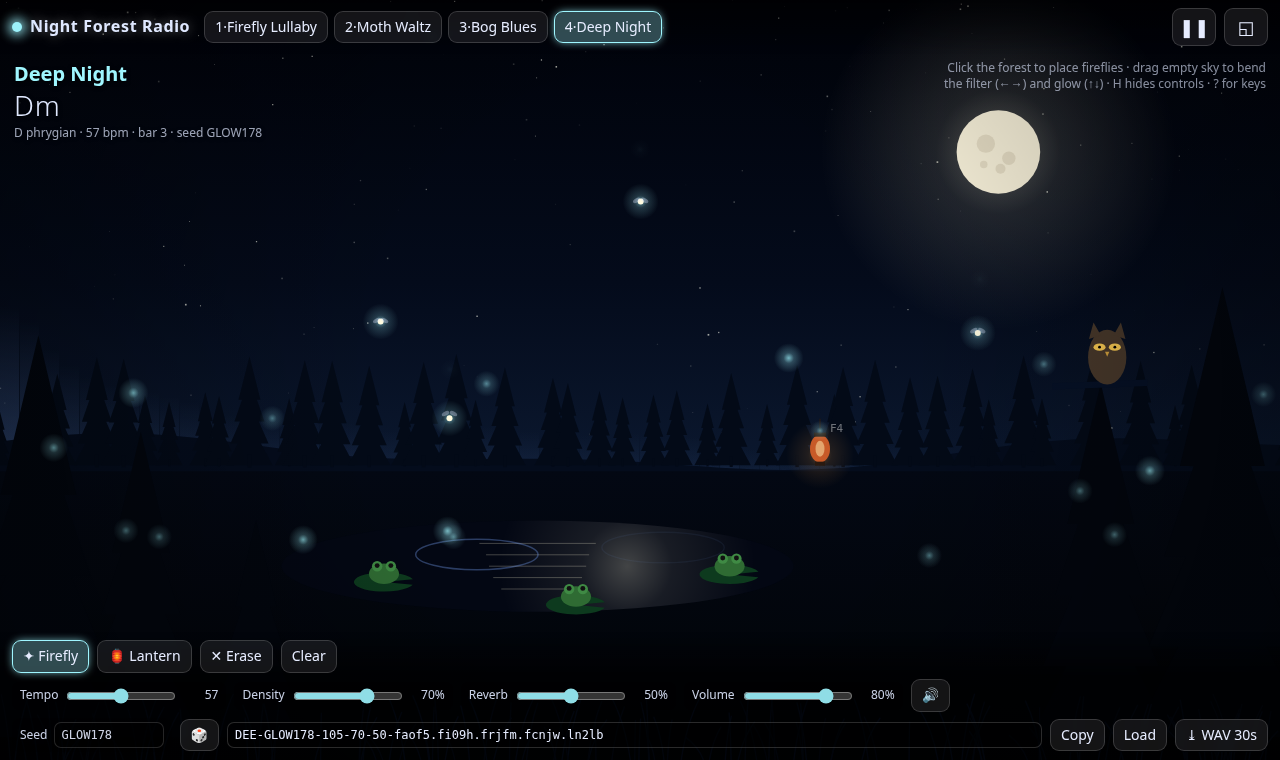 Night Forest Radio
1·Firefly Lullaby
2·Moth Waltz
3·Bog Blues
4·Deep Night
Deep Night
Dm
D phrygian · 57 bpm · bar 3 · seed GLOW178
Click the forest to place fireflies · drag empty sky to bend
the filter (←→) and glow (↑↓) · H hides controls · ? for keys
F4
✦ Firefly
Lantern
✕ Erase
Clear
Tempo 57 Density 70% Reverb 50% Volume 80%
Seed GLOW178 DEE-GLOW178-105-70-50-faof5.fi09h.frjfm.fcnjw.ln2lb Copy Load ⤓ WAV 30s